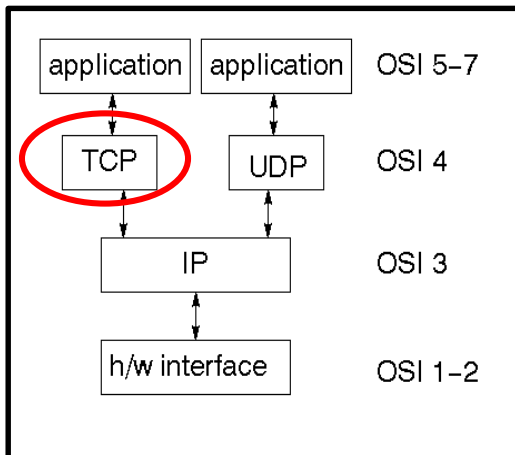 application application OSI 5-7
TCP UDP OSI 4
IP OSI 3
h/w interface OSI 1-2